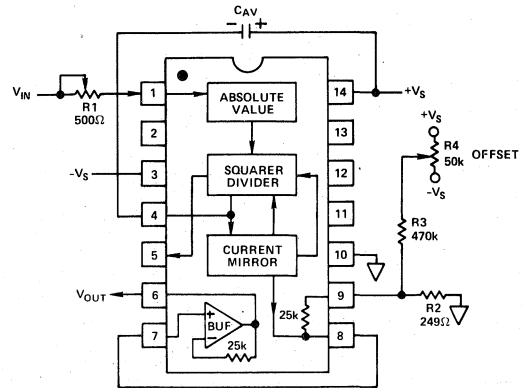 CAV
− +
VIN
R1
500Ω
1
ABSOLUTE
VALUE
14
+VS
2
13
−VS
3
SQUARER
DIVIDER
12
4
11
5
CURRENT
MIRROR
10
VOUT
6
9
7
+
BUF
−
25k
25k
8
+VS
R4
50k
OFFSET
−VS
R3
470k
R2
249Ω